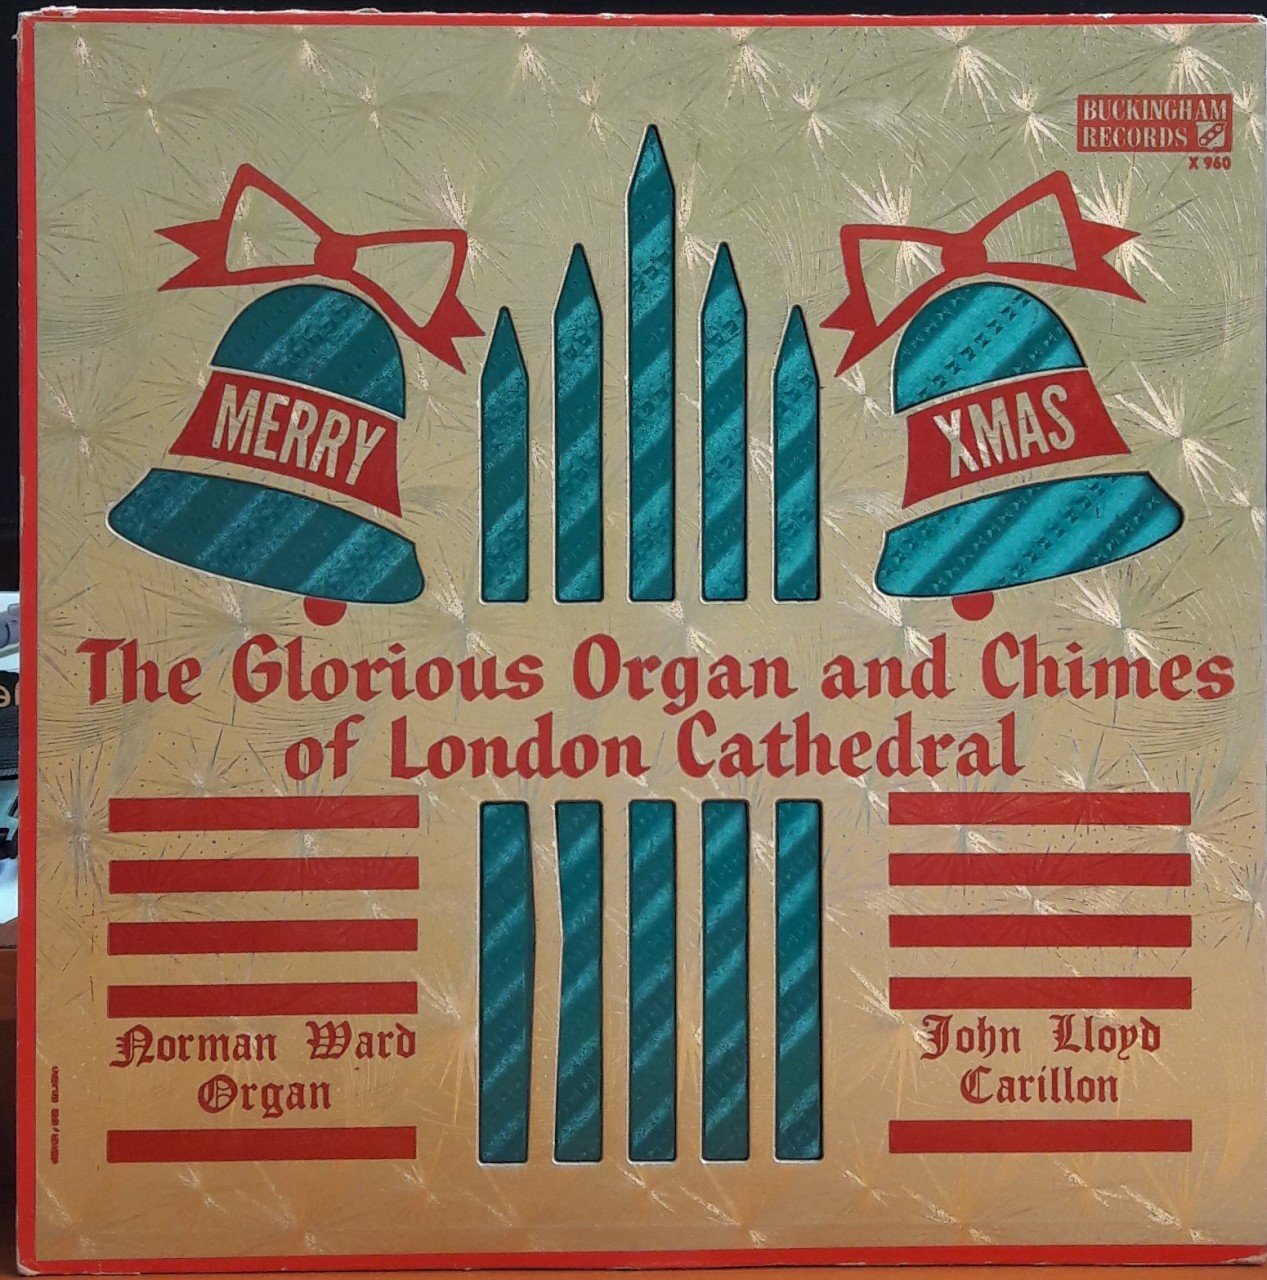 BUCKINGHAM
RECORDS
X 960
MERRY
XMAS
The Glorious Organ and Chimes
of London Cathedral
Norman Ward
Organ
John Lloyd
Carillon